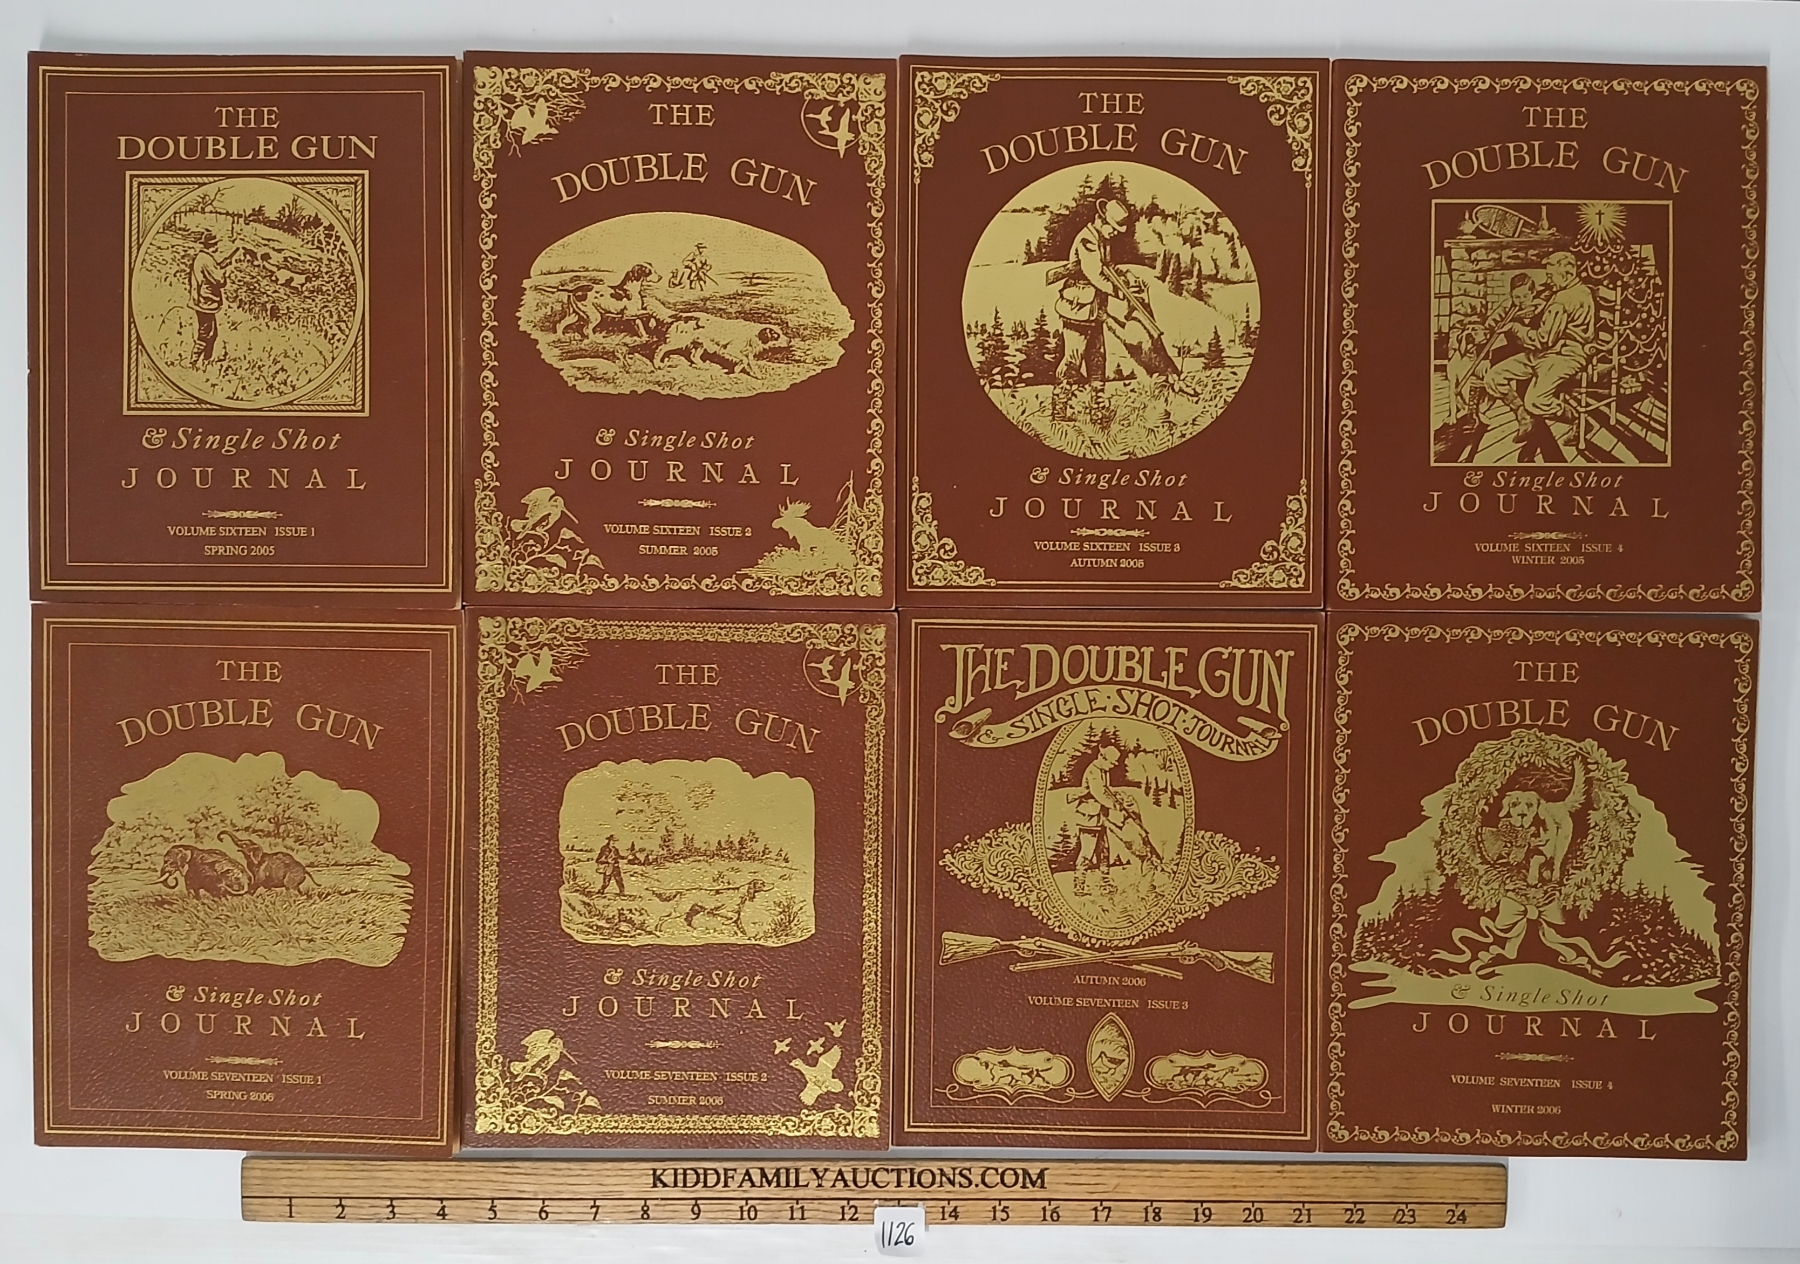 THE
DOUBLE GUN
& Single Shot
JOURNAL
VOLUME SIXTEEN ISSUE 1
SPRING 2005
THE
DOUBLE GUN
& Single Shot
JOURNAL
VOLUME SIXTEEN ISSUE 2
SUMMER 2005
THE
DOUBLE GUN
& Single Shot
JOURNAL
VOLUME SIXTEEN ISSUE 3
AUTUMN 2005
THE
DOUBLE GUN
& Single Shot
JOURNAL
VOLUME SIXTEEN ISSUE 4
WINTER 2005
THE
DOUBLE GUN
& Single Shot
JOURNAL
VOLUME SEVENTEEN ISSUE 1
SPRING 2006
THE
DOUBLE GUN
& Single Shot
JOURNAL
VOLUME SEVENTEEN ISSUE 2
SUMMER 2006
THE DOUBLE GUN
& SINGLE·SHOT·JOURNAL
AUTUMN 2006
VOLUME SEVENTEEN ISSUE 3
THE
DOUBLE GUN
& Single Shot
JOURNAL
VOLUME SEVENTEEN ISSUE 4
WINTER 2006
KIDDFAMILYAUCTIONS.COM
1 2 3 4 5 6 7 8 9 10 11 12 14 15 16 17 18 19 20 21 22 23 24
1126